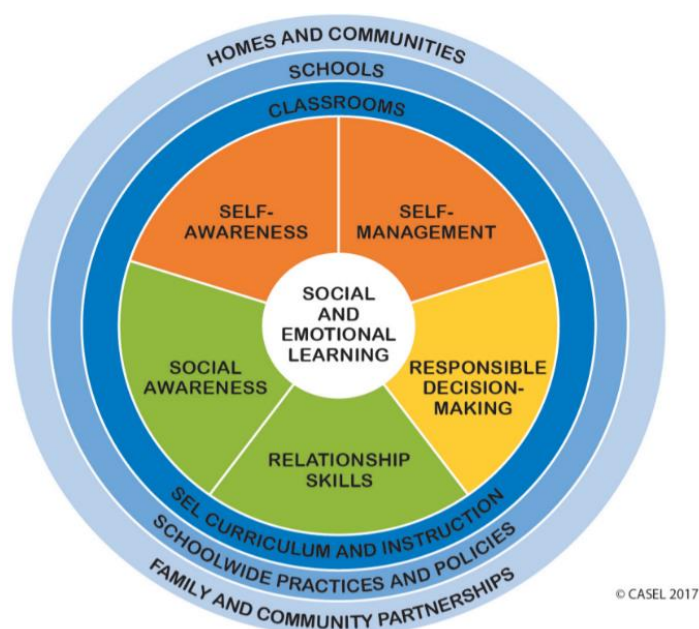 HOMES AND COMMUNITIES
SCHOOLS
CLASSROOMS
SELF-
AWARENESS
SELF-
MANAGEMENT
SOCIAL
AND
EMOTIONAL
LEARNING
SOCIAL
AWARENESS
RESPONSIBLE
DECISION-
MAKING
RELATIONSHIP
SKILLS
SEL CURRICULUM AND INSTRUCTION
SCHOOLWIDE PRACTICES AND POLICIES
FAMILY AND COMMUNITY PARTNERSHIPS
© CASEL 2017